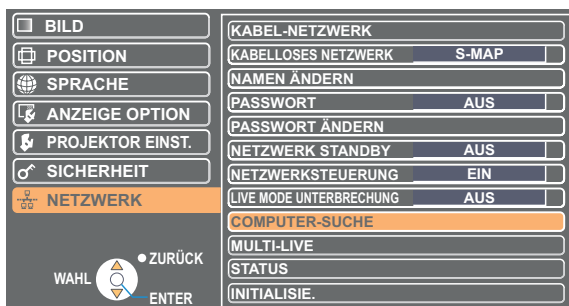 BILD
POSITION
SPRACHE
ANZEIGE OPTION
PROJEKTOR EINST.
SICHERHEIT
NETZWERK
ZURÜCK
WAHL
ENTER
KABEL-NETZWERK
KABELLOSES NETZWERK S-MAP
NAMEN ÄNDERN
PASSWORT AUS
PASSWORT ÄNDERN
NETZWERK STANDBY AUS
NETZWERKSTEUERUNG EIN
LIVE MODE UNTERBRECHUNG AUS
COMPUTER-SUCHE
MULTI-LIVE
STATUS
INITIALISIE.